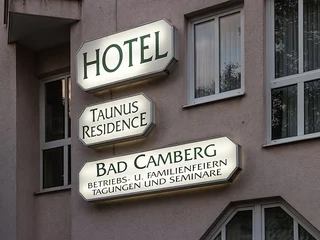 HOTEL
TAUNUS
RESIDENCE
BAD CAMBERG
BETRIEBS- U. FAMILIENFEIERN
TAGUNGEN UND SEMINARE